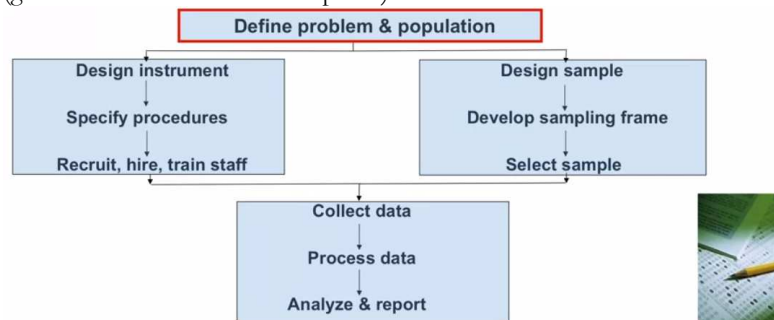 Define problem & population
Design instrument
Specify procedures
Recruit, hire, train staff
Design sample
Develop sampling frame
Select sample
Collect data
Process data
Analyze & report